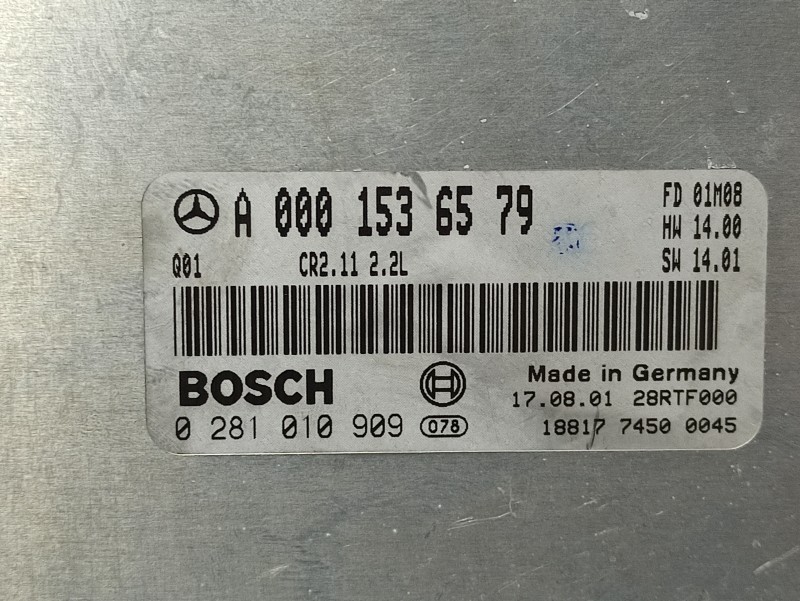 A 000 153 65 79
FD 01M08
HW 14.00
SW 14.01
Q01
CR2.11 2.2L
BOSCH
Made in Germany
17.08.01 28RTF000
0 281 010 909
078
18817 7450 0045